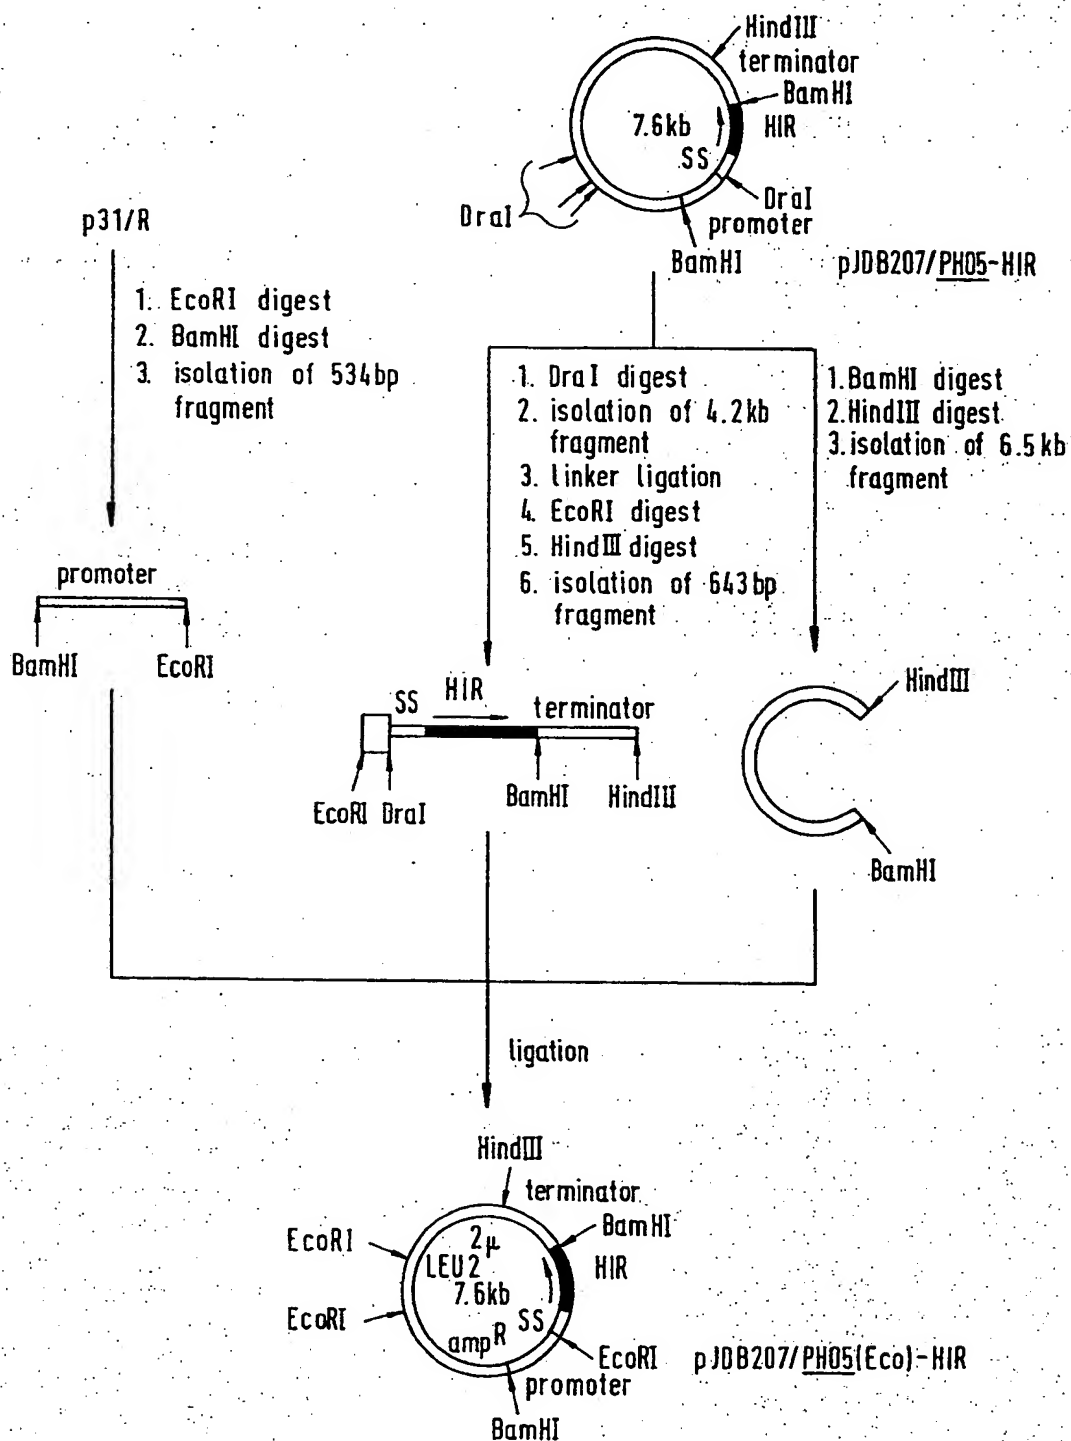 HindIII
terminator
BamHI
7.6kb
HIR
SS
DraI
DraI
promoter
BamHI
pJDB207/PHO5-HIR
p31/R
1. EcoRI digest
2. BamHI digest
3. isolation of 534bp
fragment
1. DraI digest
2. isolation of 4.2kb
fragment
3. linker ligation
4. EcoRI digest
5. HindIII digest
6. isolation of 643bp
fragment
1.BamHI digest
2.HindIII digest
3.isolation of 6.5kb
fragment
promoter
BamHI
EcoRI
SS
HIR
terminator
EcoRI
DraI
BamHI
HindIII
HindIII
BamHI
ligation
HindIII
terminator
BamHI
EcoRI
2μ
LEU2
HIR
7.6kb
EcoRI
SS
ampR
EcoRI
pJDB207/PHO5(Eco)-HIR
promoter
BamHI